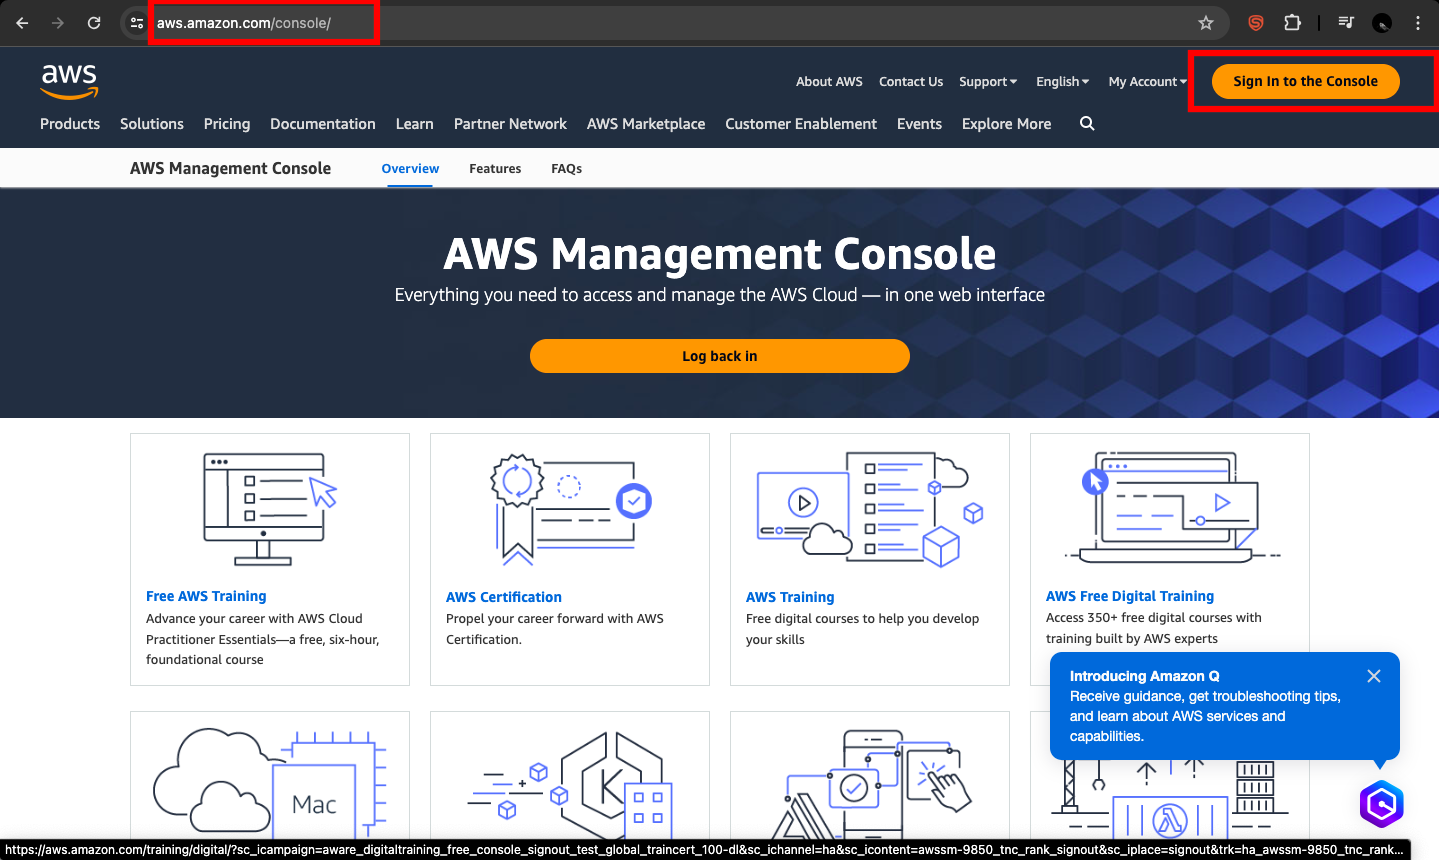 aws.amazon.com/console/
aws
About AWS Contact Us Support English My Account Sign In to the Console
Products Solutions Pricing Documentation Learn Partner Network AWS Marketplace Customer Enablement Events Explore More
AWS Management Console Overview Features FAQs
AWS Management Console
Everything you need to access and manage the AWS Cloud — in one web interface
Log back in
Free AWS Training
Advance your career with AWS Cloud
Practitioner Essentials—a free, six-hour,
foundational course
AWS Certification
Propel your career forward with AWS
Certification.
AWS Training
Free digital courses to help you develop
your skills
AWS Free Digital Training
Access 350+ free digital courses with
training built by AWS experts
Introducing Amazon Q
Receive guidance, get troubleshooting tips,
and learn about AWS services and
capabilities.
Mac
K
https://aws.amazon.com/training/digital/?sc_icampaign=aware_digitaltraining_free_console_signout_test_global_traincert_100-dl&sc_ichannel=ha&sc_icontent=awssm-9850_tnc_rank_signout&sc_iplace=signout&trk=ha_awssm-9850_tnc_rank...